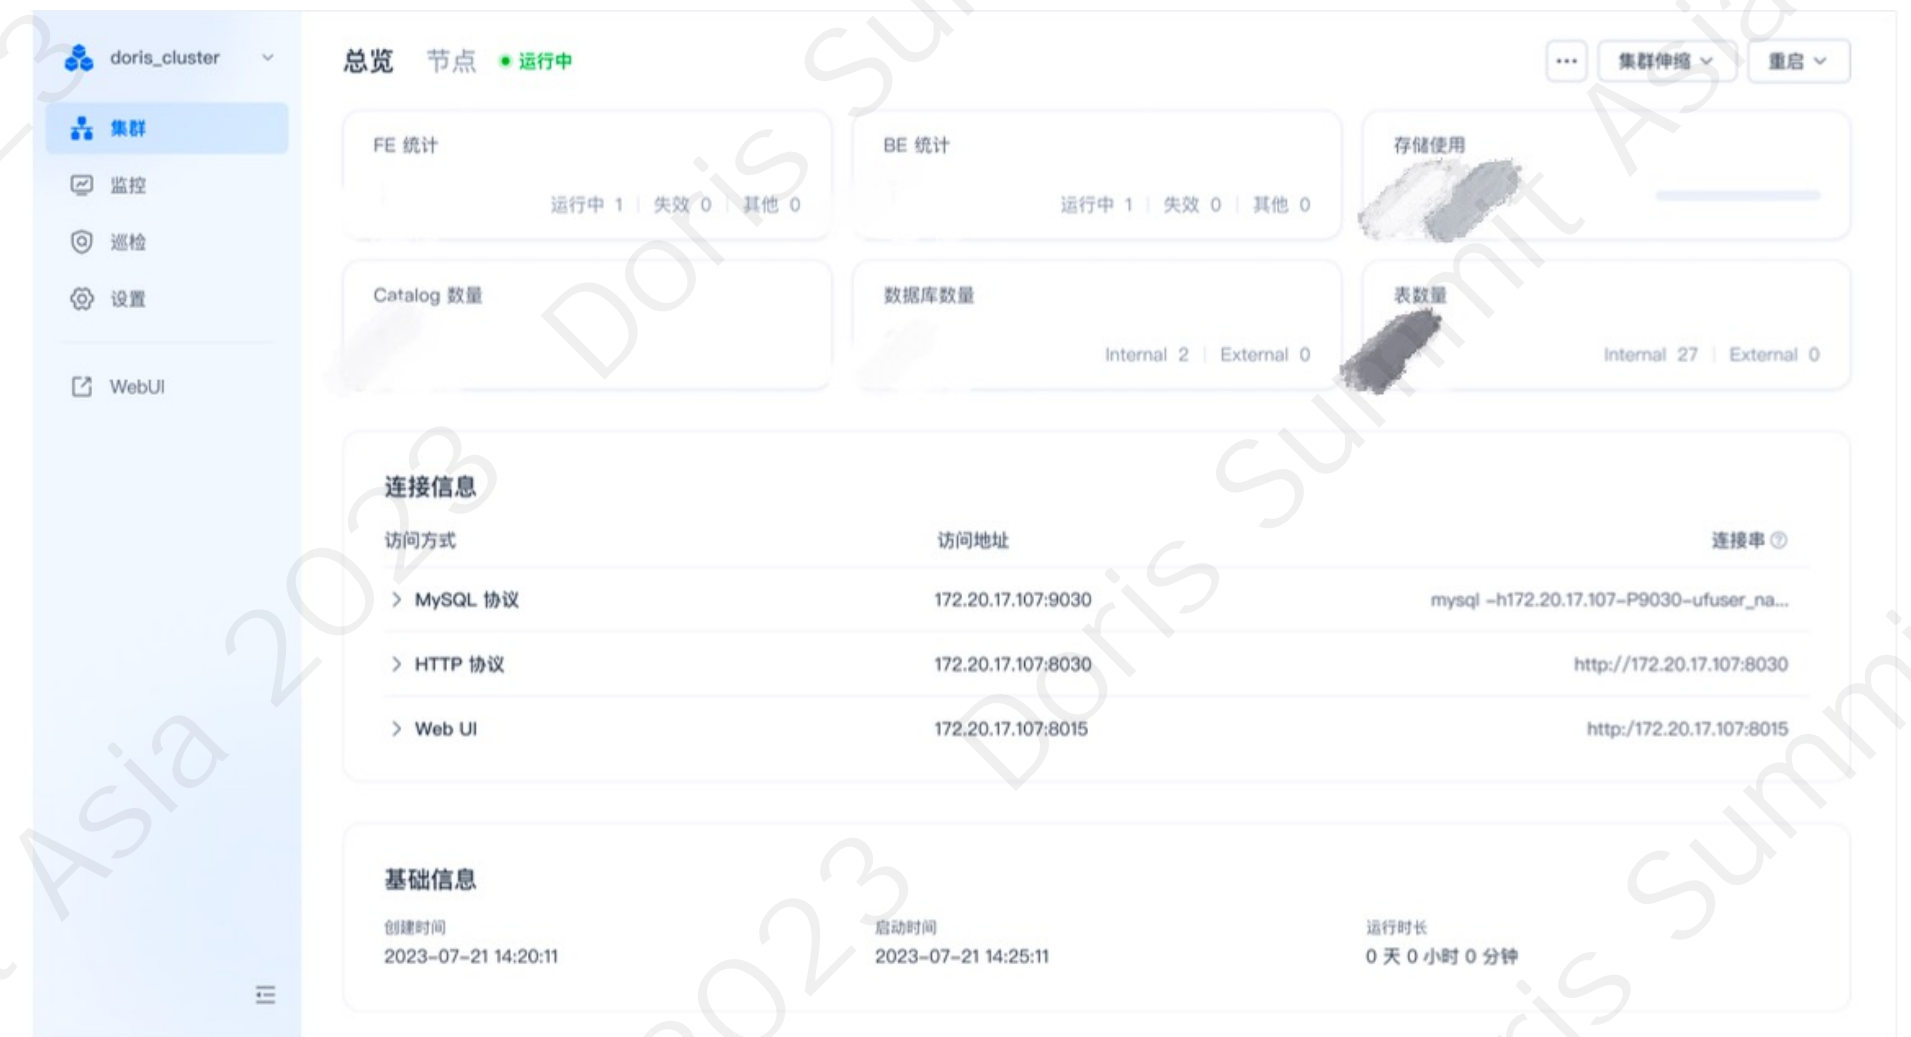 doris_cluster
集群
监控
巡检
设置
WebUI
总览 节点 运行中
··· 集群伸缩 重启
FE 统计
运行中 1 失效 0 其他 0
BE 统计
运行中 1 失效 0 其他 0
存储使用
Catalog 数量
数据库数量
Internal 2 External 0
表数量
Internal 27 External 0
连接信息
访问方式 访问地址 连接串
MySQL 协议 172.20.17.107:9030 mysql -h172.20.17.107-P9030-ufuser_na...
HTTP 协议 172.20.17.107:8030 http://172.20.17.107:8030
Web UI 172.20.17.107:8015 http:/172.20.17.107:8015
基础信息
创建时间 启动时间 运行时长
2023-07-21 14:20:11 2023-07-21 14:25:11 0 天 0 小时 0 分钟
Doris Summit Asia 2023